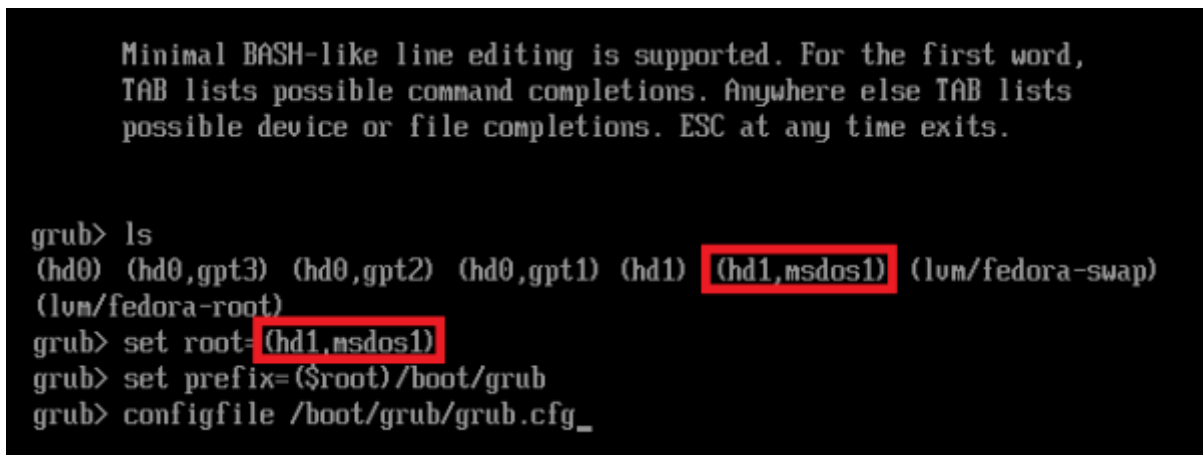 Minimal BASH-like line editing is supported. For the first word,
TAB lists possible command completions. Anywhere else TAB lists
possible device or file completions. ESC at any time exits.
grub> ls
(hd0) (hd0,gpt3) (hd0,gpt2) (hd0,gpt1) (hd1) (hd1,msdos1) (lvm/fedora-swap)
(lvm/fedora-root)
grub> set root=(hd1,msdos1)
grub> set prefix=($root)/boot/grub
grub> configfile /boot/grub/grub.cfg_